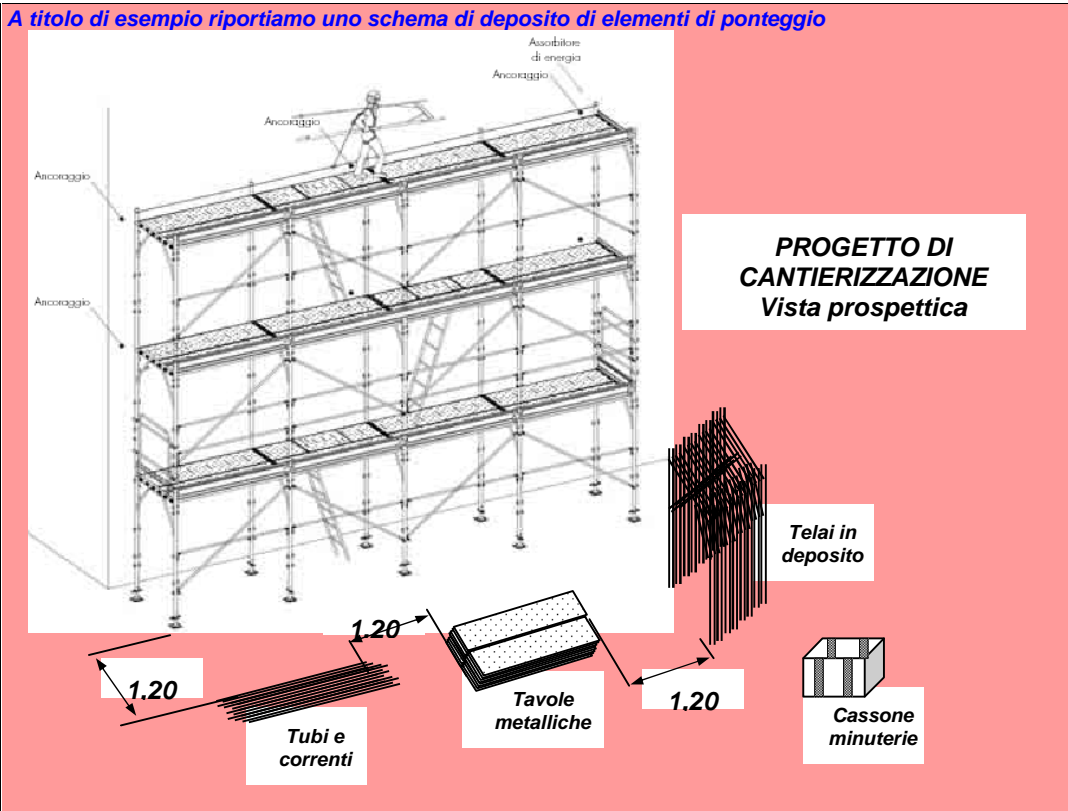 A titolo di esempio riportiamo uno schema di deposito di elementi di ponteggio
Assorbitore
di energia
Ancoraggio
Ancoraggio
Ancoraggio
Ancoraggio
PROGETTO DI
CANTIERIZZAZIONE
Vista prospettica
Telai in
deposito
1,20
1,20
1,20
Tavole
metalliche
Tubi e
correnti
Cassone
minuterie